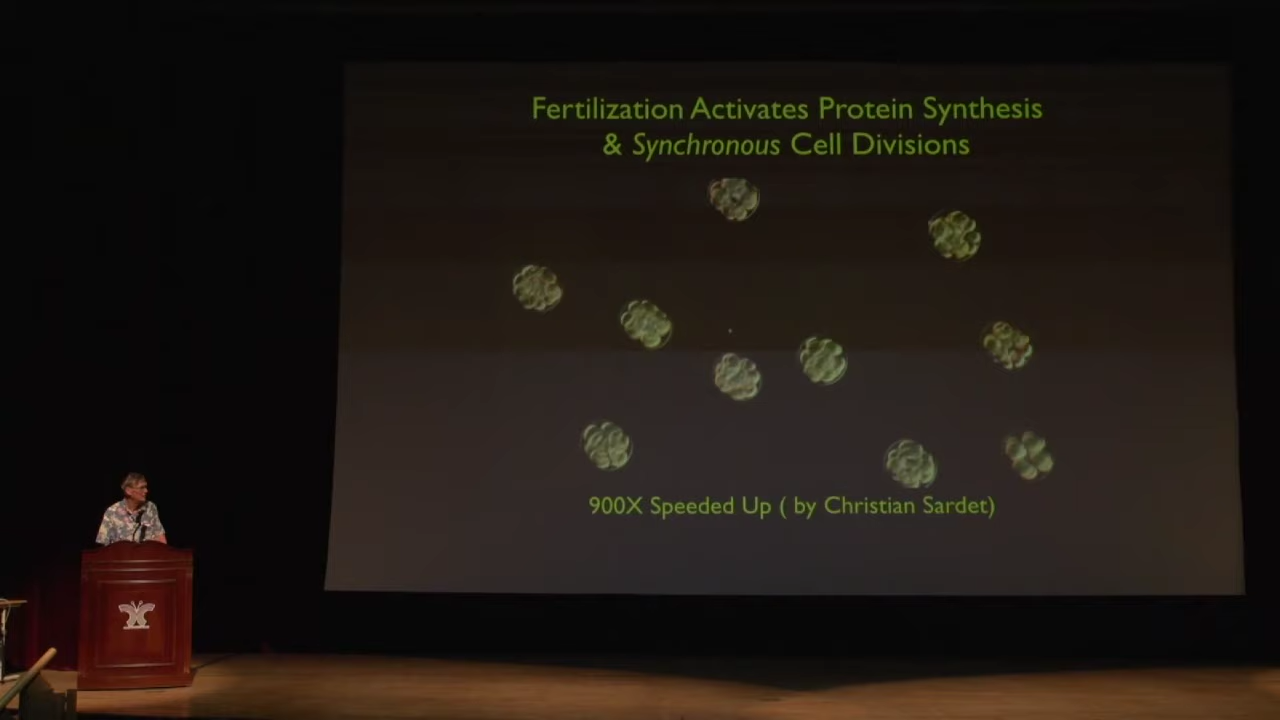 Fertilization Activates Protein Synthesis
& Synchronous Cell Divisions
900X Speeded Up ( by Christian Sardet)